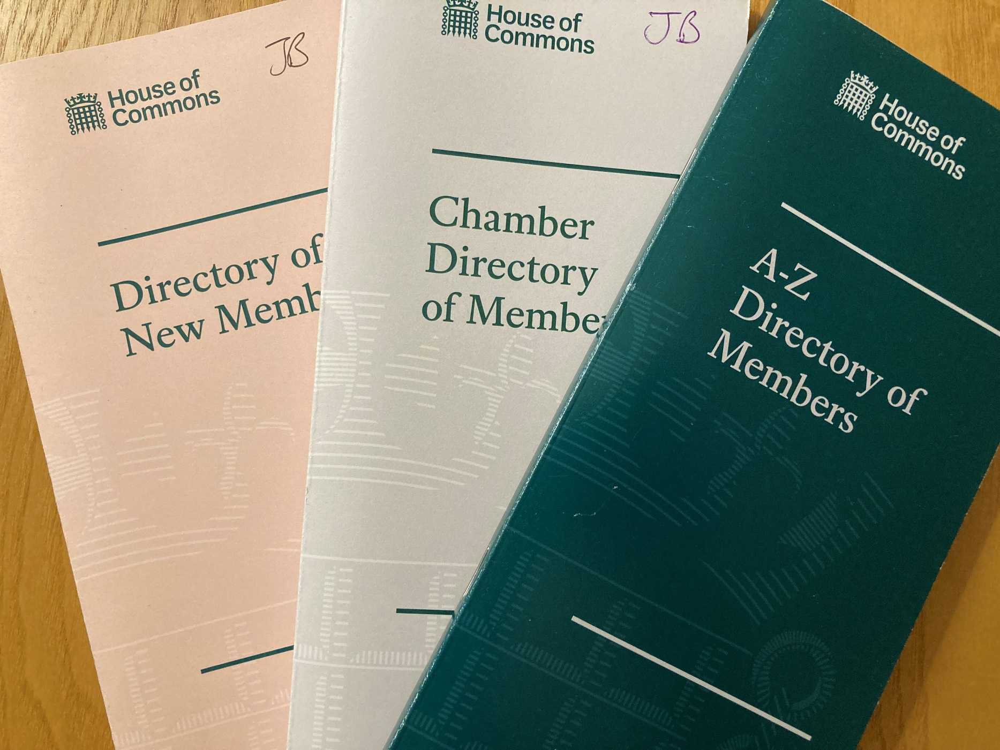 JB
House of
Commons
Directory of
New Memb
House of
Commons
JB
Chamber
Directory
of Member
House of
Commons
A-Z
Directory of
Members